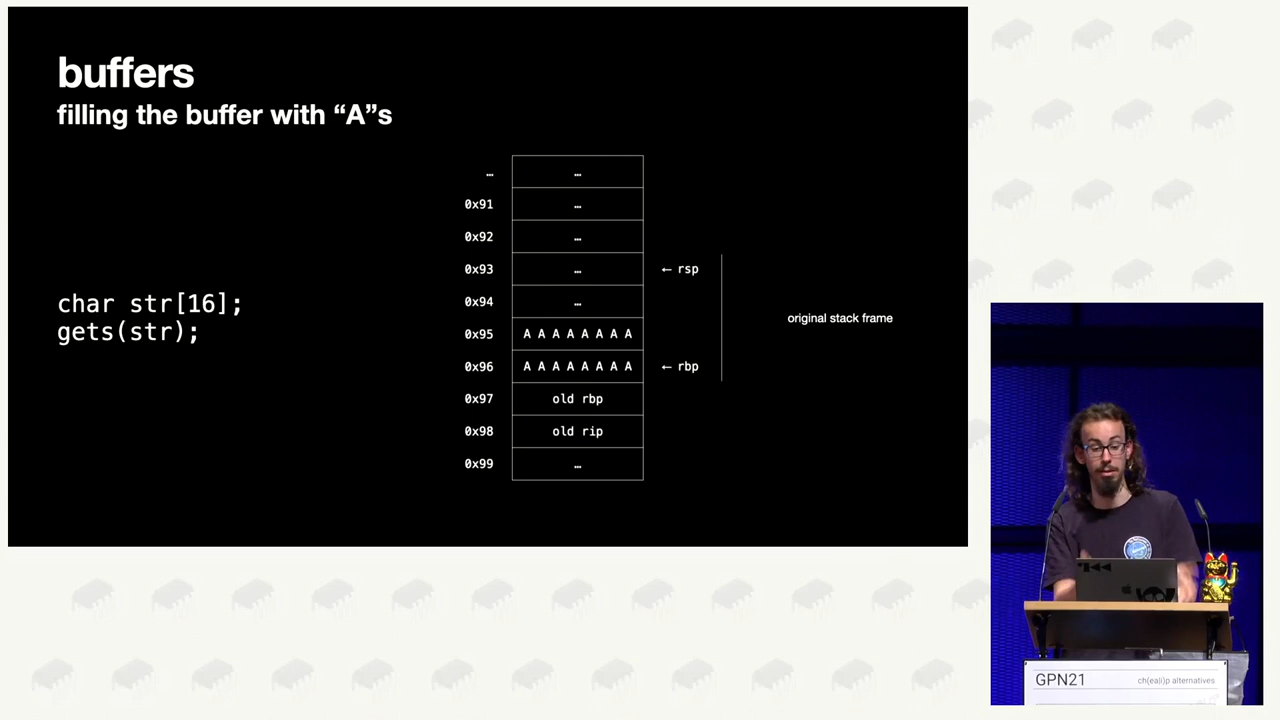 buffers
filling the buffer with “A”s
char str[16];
gets(str);
… …
0x91 …
0x92 …
0x93 … ← rsp
0x94 …
0x95 A A A A A A A A
0x96 A A A A A A A A ← rbp
0x97 old rbp
0x98 old rip
0x99 …
original stack frame
GPN21
ch(ea|i)p alternatives